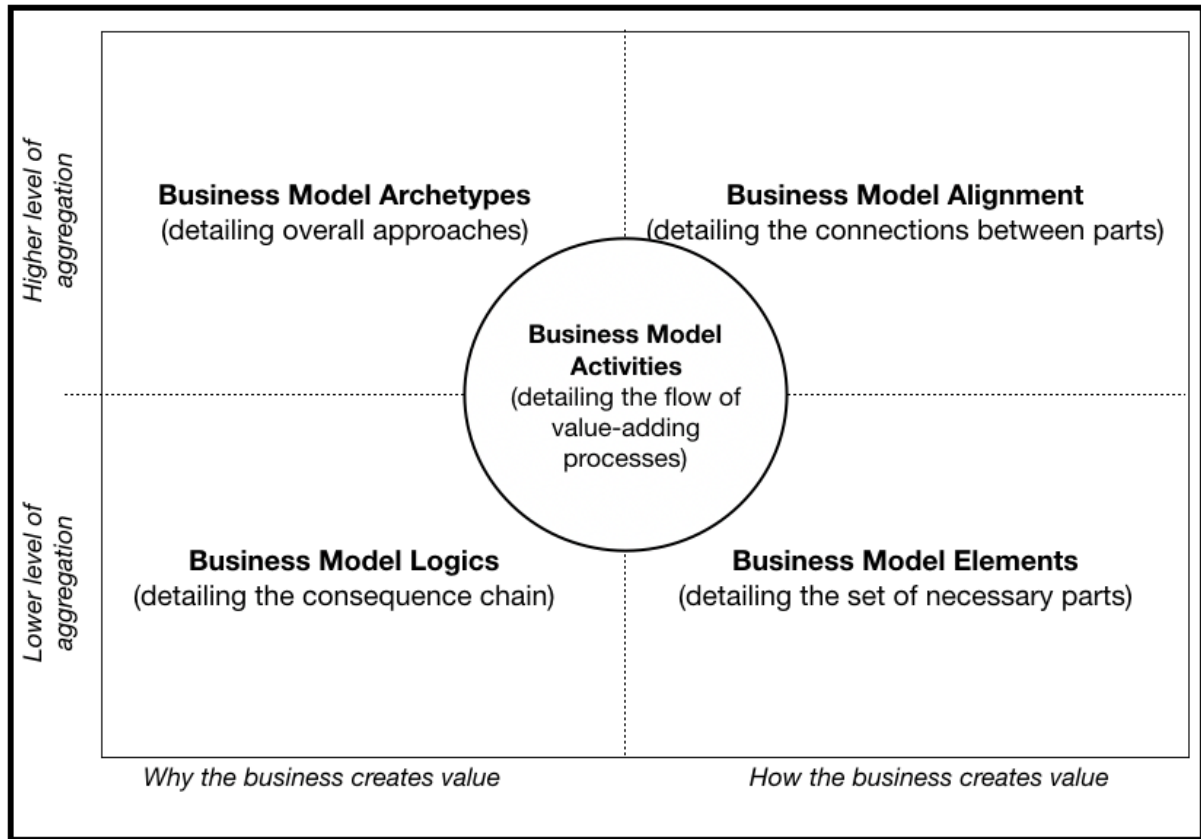 Higher level of
aggregation
Business Model Archetypes
(detailing overall approaches)
Business Model Alignment
(detailing the connections between parts)
Business Model
Activities
(detailing the flow of
value-adding
processes)
Lower level of
aggregation
Business Model Logics
(detailing the consequence chain)
Business Model Elements
(detailing the set of necessary parts)
Why the business creates value
How the business creates value